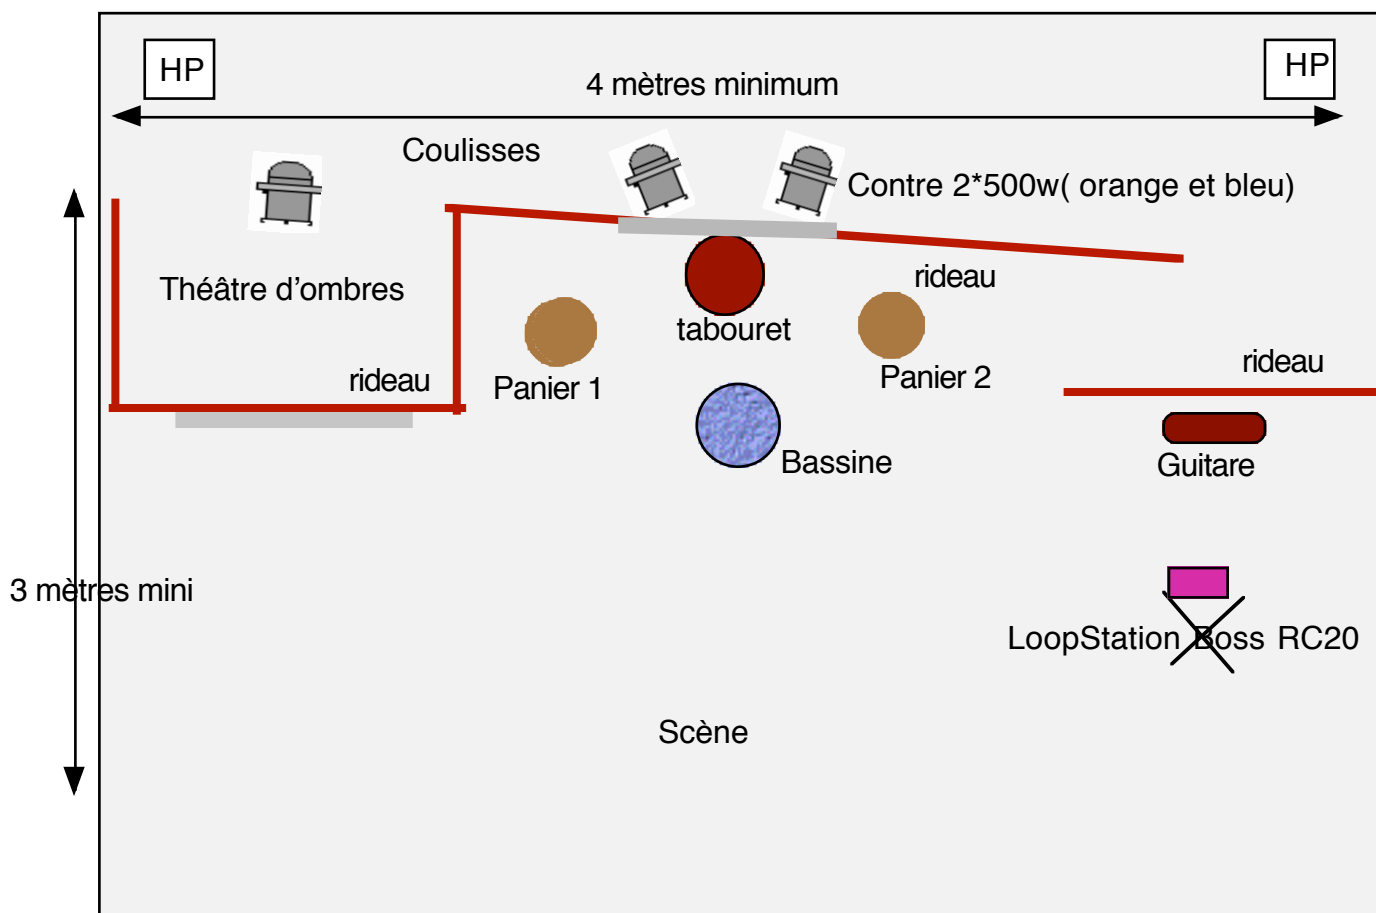 HP
HP
4 mètres minimum
Coulisses
Contre 2*500w( orange et bleu)
Théâtre d’ombres
rideau
tabouret
rideau
rideau
Panier 1
Panier 2
Bassine
Guitare
3 mètres mini
LoopStation Boss RC20
Scène